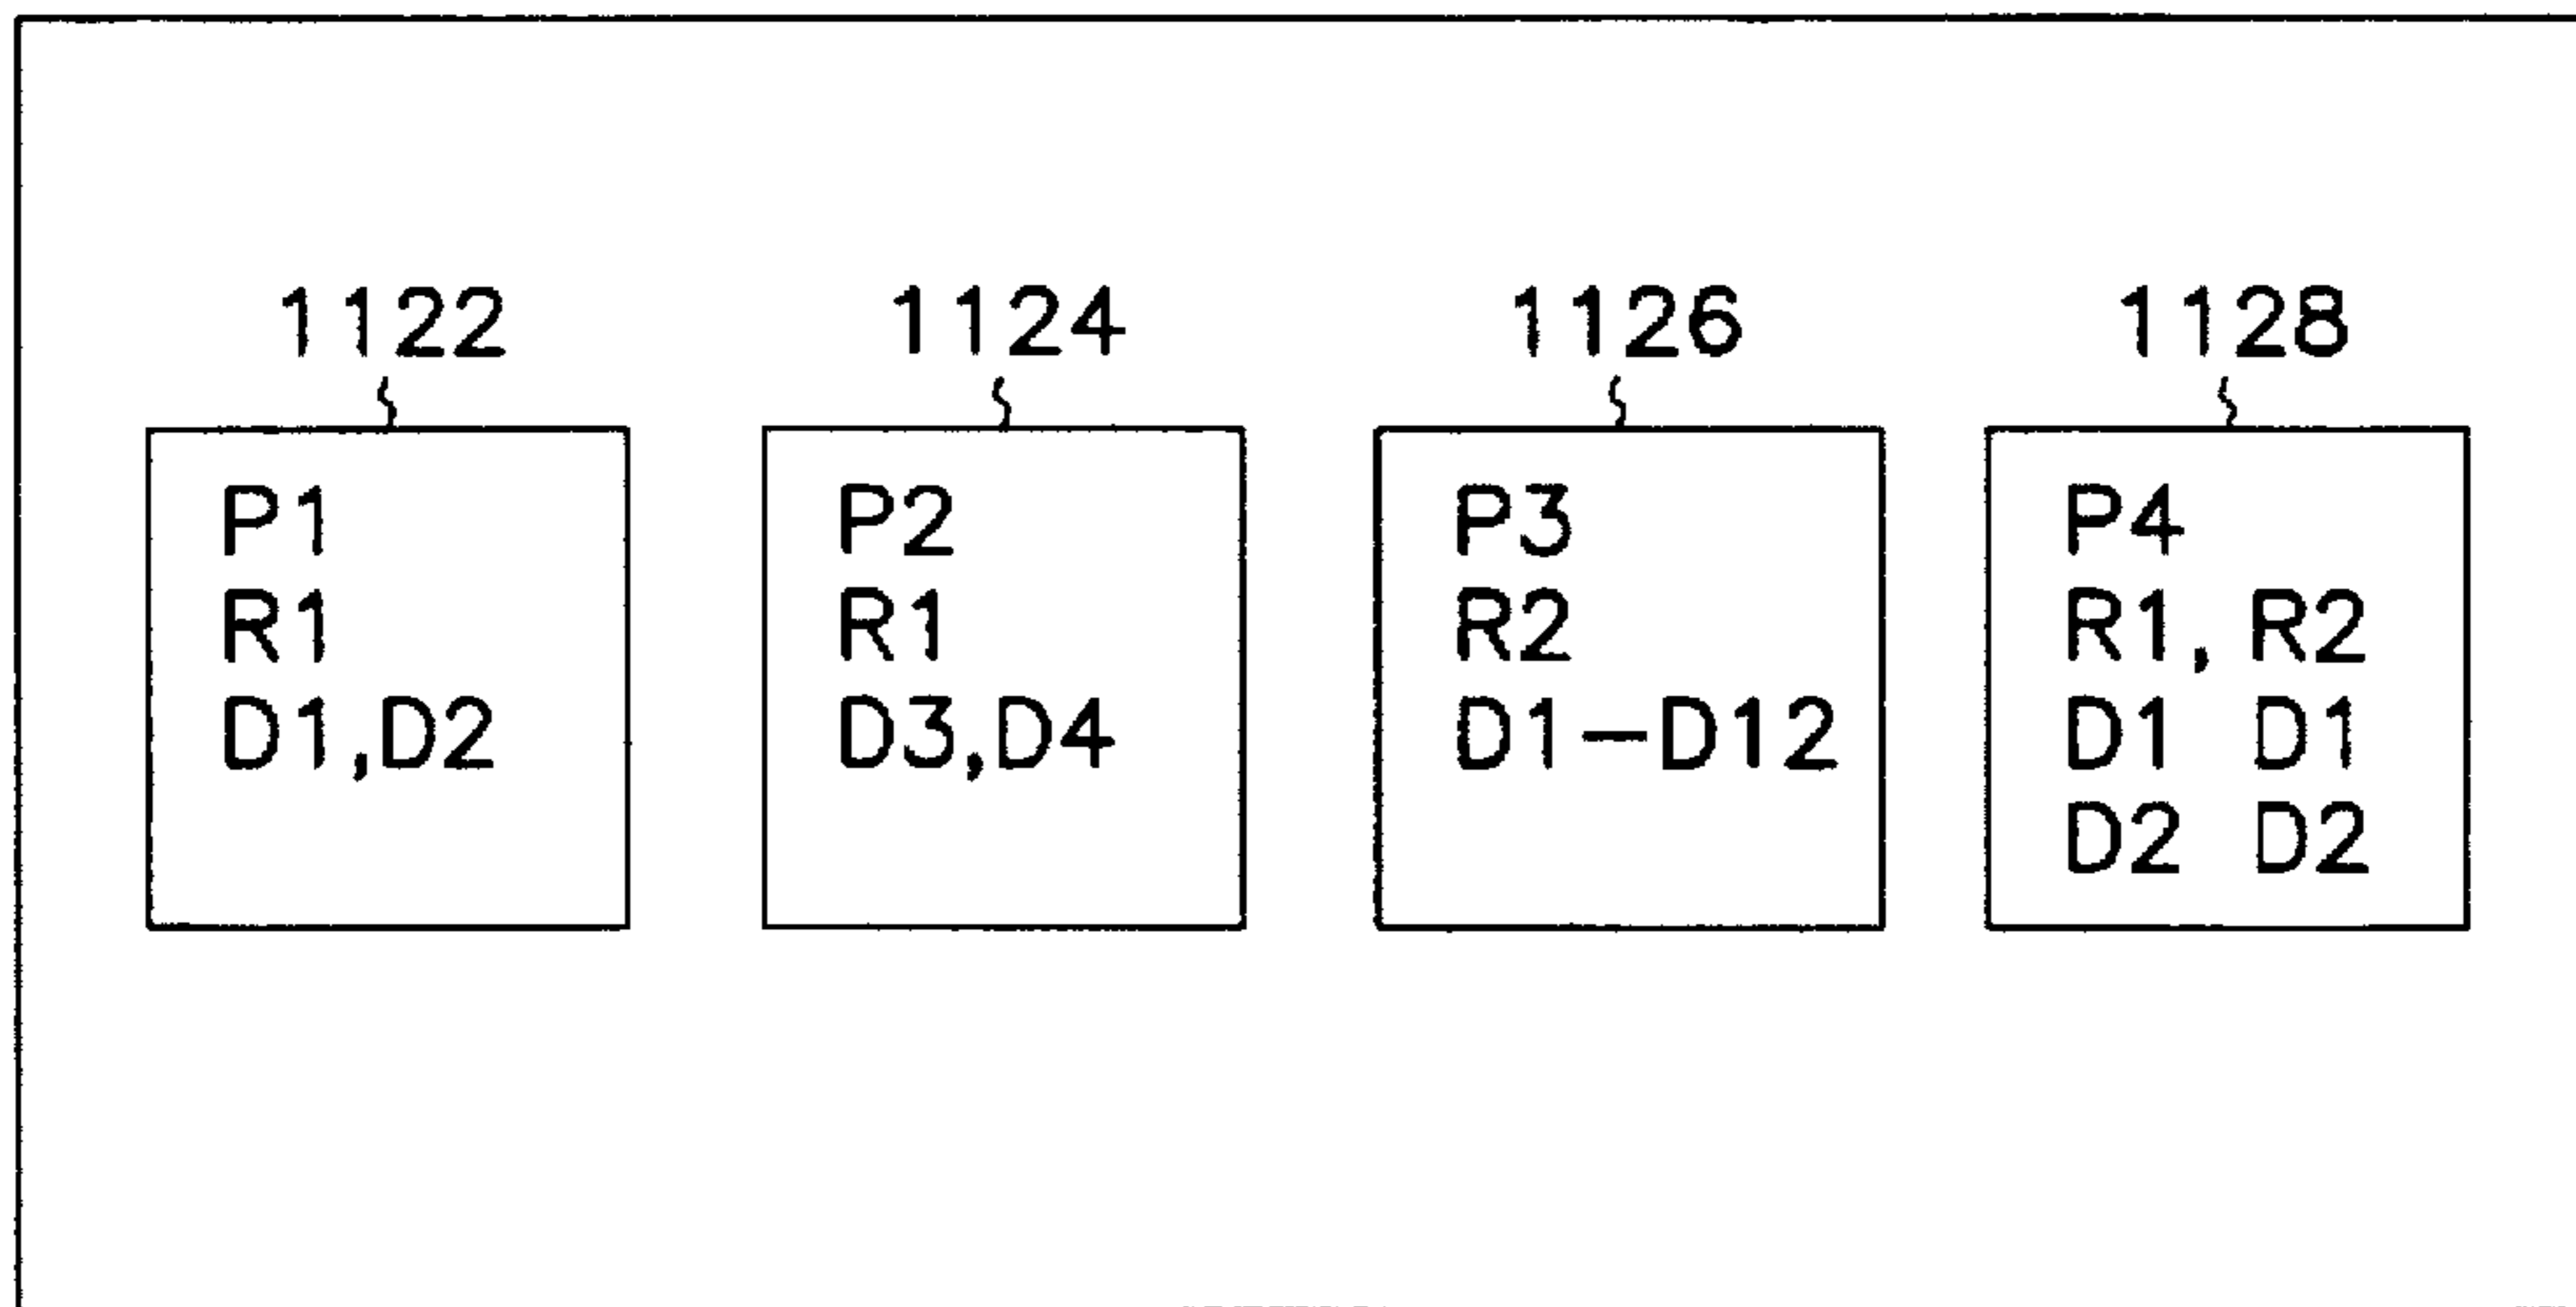 1122
P1
R1
D1,D2
1124
P2
R1
D3,D4
1126
P3
R2
D1-D12
1128
P4
R1, R2
D1 D1
D2 D2